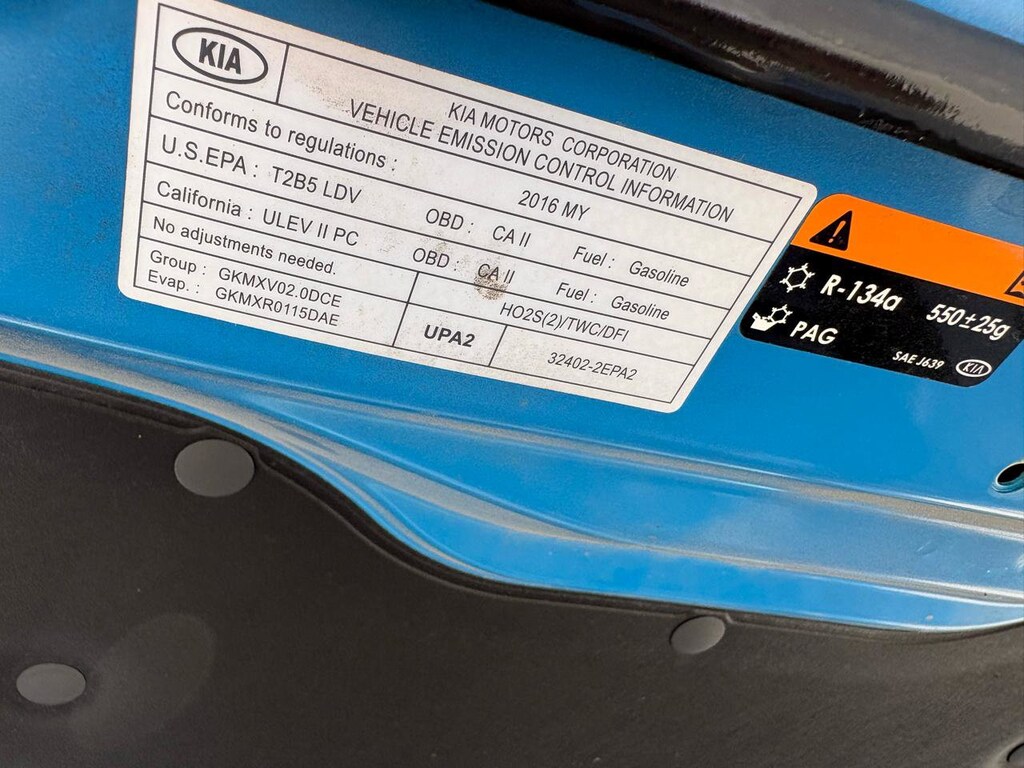 KIA
KIA MOTORS CORPORATION
VEHICLE EMISSION CONTROL INFORMATION
Conforms to regulations : 2016 MY
U.S.EPA : T2B5 LDV OBD : CA II Fuel : Gasoline
California : ULEV II PC OBD : CA II Fuel : Gasoline
No adjustments needed. HO2S(2)/TWC/DFI
Group : GKMXV02.0DCE
Evap. : GKMXR0115DAE
UPA2
32402-2EPA2
R-134a 550±25g
PAG
SAE J639 KIA